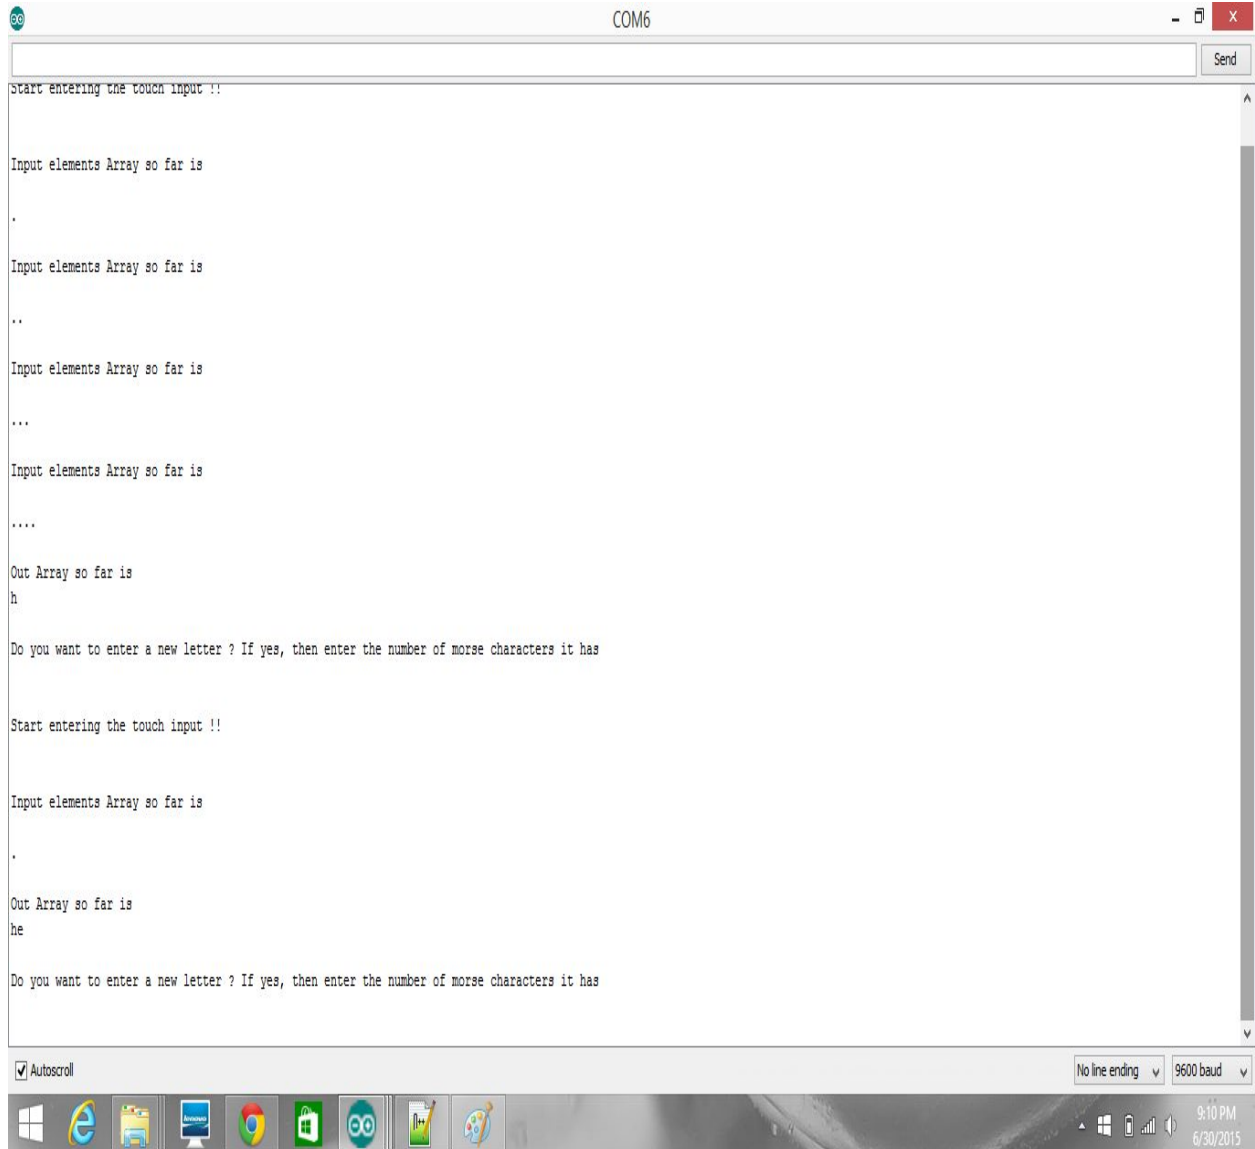 COM6
Send
Start entering the touch input !!
Input elements Array so far is
.
Input elements Array so far is
..
Input elements Array so far is
...
Input elements Array so far is
....
Out Array so far is
h
Do you want to enter a new letter ? If yes, then enter the number of morse characters it has
Start entering the touch input !!
Input elements Array so far is
.
Out Array so far is
he
Do you want to enter a new letter ? If yes, then enter the number of morse characters it has
Autoscroll
No line ending
9600 baud
9:10 PM
6/30/2015